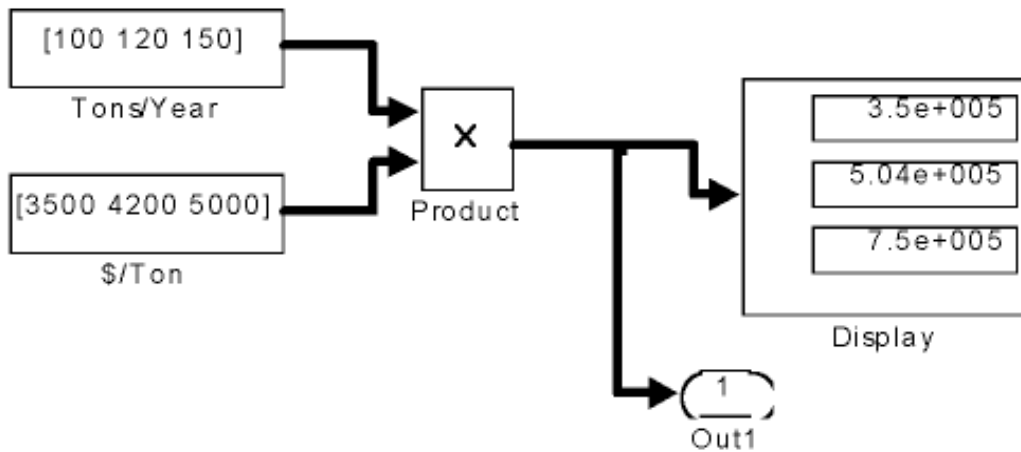 [100 120 150]
Tons/Year
[3500 4200 5000]
$/Ton
X
Product
3.5e+005
5.04e+005
7.5e+005
Display
1
Out1